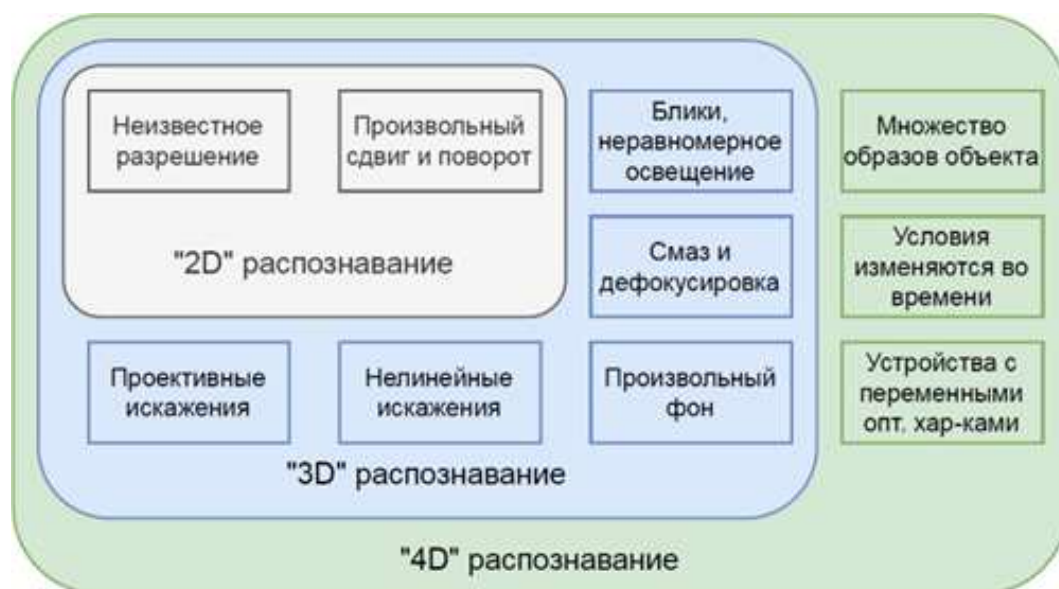 Неизвестное
разрешение
Произвольный
сдвиг и поворот
Блики,
неравномерное
освещение
Множество
образов объекта
"2D" распознавание
Смаз и
дефокусировка
Условия
изменяются во
времени
Проективные
искажения
Нелинейные
искажения
Произвольный
фон
Устройства с
переменными
опт. хар-ками
"3D" распознавание
"4D" распознавание